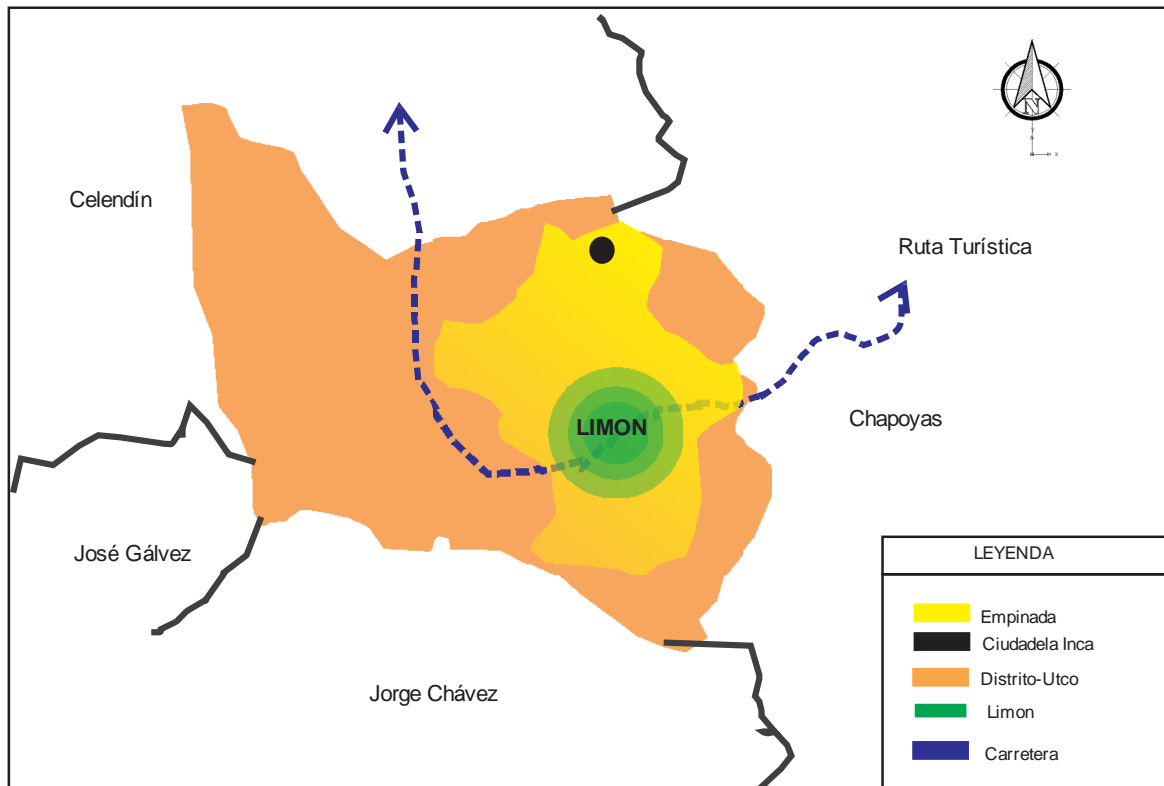 N
Y
X
Celendín
Ruta Turística
Chapoyas
LIMON
José Gálvez
Jorge Chávez
LEYENDA
Empinada
Ciudadela Inca
Distrito-Utco
Limon
Carretera